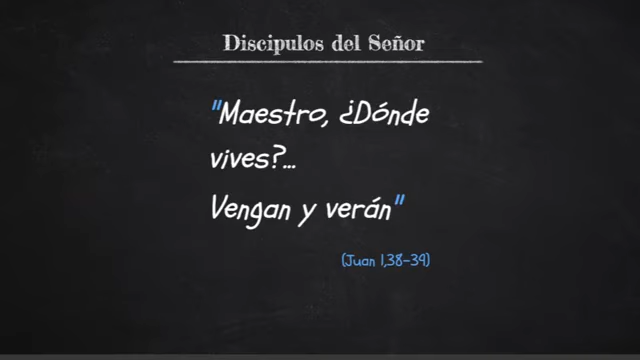 Discipulos del Señor
"Maestro, ¿Dónde
vives?...
Vengan y verán"
(Juan 1,38-39)